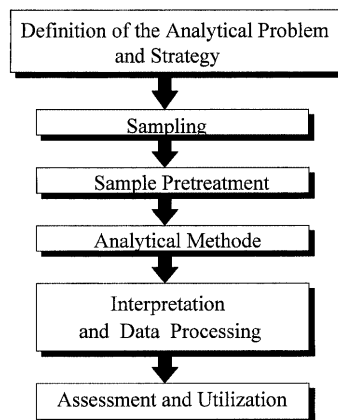 Definition of the Analytical Problem
and Strategy
Sampling
Sample Pretreatment
Analytical Methode
Interpretation
and Data Processing
Assessment and Utilization